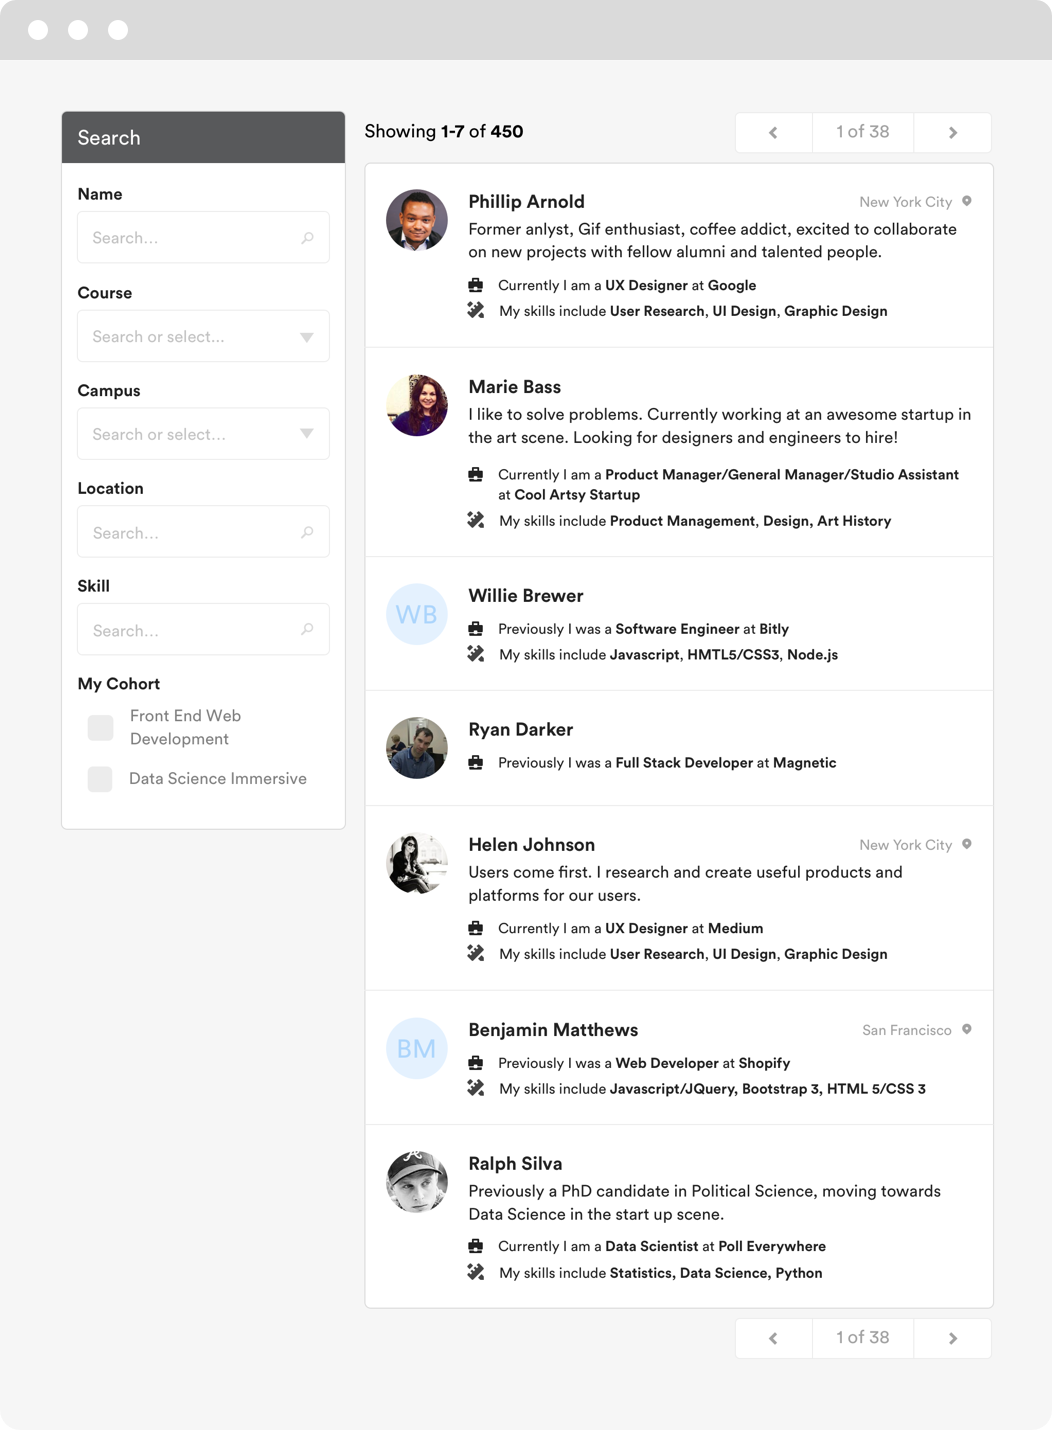 Search
Name
Search...
Course
Search or select...
Campus
Search or select...
Location
Search...
Skill
Search...
My Cohort
Front End Web
Development
Data Science Immersive
Showing 1-7 of 450
1 of 38
Phillip Arnold
New York City
Former anlyst, Gif enthusiast, coffee addict, excited to collaborate
on new projects with fellow alumni and talented people.
Currently I am a UX Designer at Google
My skills include User Research, UI Design, Graphic Design
Marie Bass
I like to solve problems. Currently working at an awesome startup in
the art scene. Looking for designers and engineers to hire!
Currently I am a Product Manager/General Manager/Studio Assistant
at Cool Artsy Startup
My skills include Product Management, Design, Art History
WB
Willie Brewer
Previously I was a Software Engineer at Bitly
My skills include Javascript, HMTL5/CSS3, Node.js
Ryan Darker
Previously I was a Full Stack Developer at Magnetic
Helen Johnson
New York City
Users come first. I research and create useful products and
platforms for our users.
Currently I am a UX Designer at Medium
My skills include User Research, UI Design, Graphic Design
BM
Benjamin Matthews
San Francisco
Previously I was a Web Developer at Shopify
My skills include Javascript/JQuery, Bootstrap 3, HTML 5/CSS 3
Ralph Silva
Previously a PhD candidate in Political Science, moving towards
Data Science in the start up scene.
Currently I am a Data Scientist at Poll Everywhere
My skills include Statistics, Data Science, Python
1 of 38